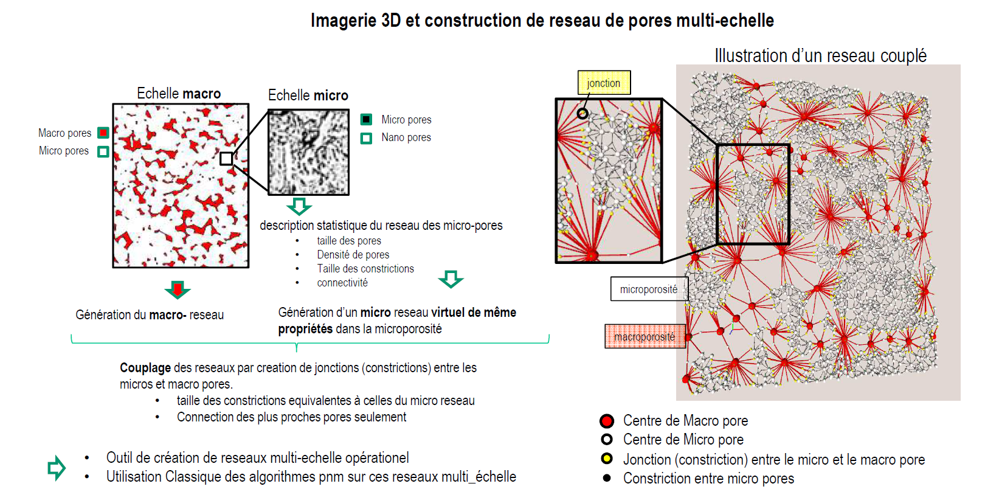 Imagerie 3D et construction de reseau de pores multi-echelle
Illustration d'un reseau couplé
jonction
Echelle macro
Echelle micro
Macro pores
Micro pores
Micro pores
Nano pores
description statistique du reseau des micro-pores
• taille des pores
• Densité de pores
• Taille des constrictions
• connectivité
microporosité
macroporosité
Génération du macro- reseau
Génération d'un micro reseau virtuel de même
propriétés dans la microporosité
Couplage des reseaux par creation de jonctions (constrictions) entre les
micros et macro pores.
• taille des constrictions equivalentes à celles du micro reseau
• Connection des plus proches pores seulement
Centre de Macro pore
Centre de Micro pore
Jonction (constriction) entre le micro et le macro pore
Constriction entre micro pores
• Outil de création de reseaux multi-echelle opérationel
• Utilisation Classique des algorithmes pnm sur ces reseaux multi_échelle